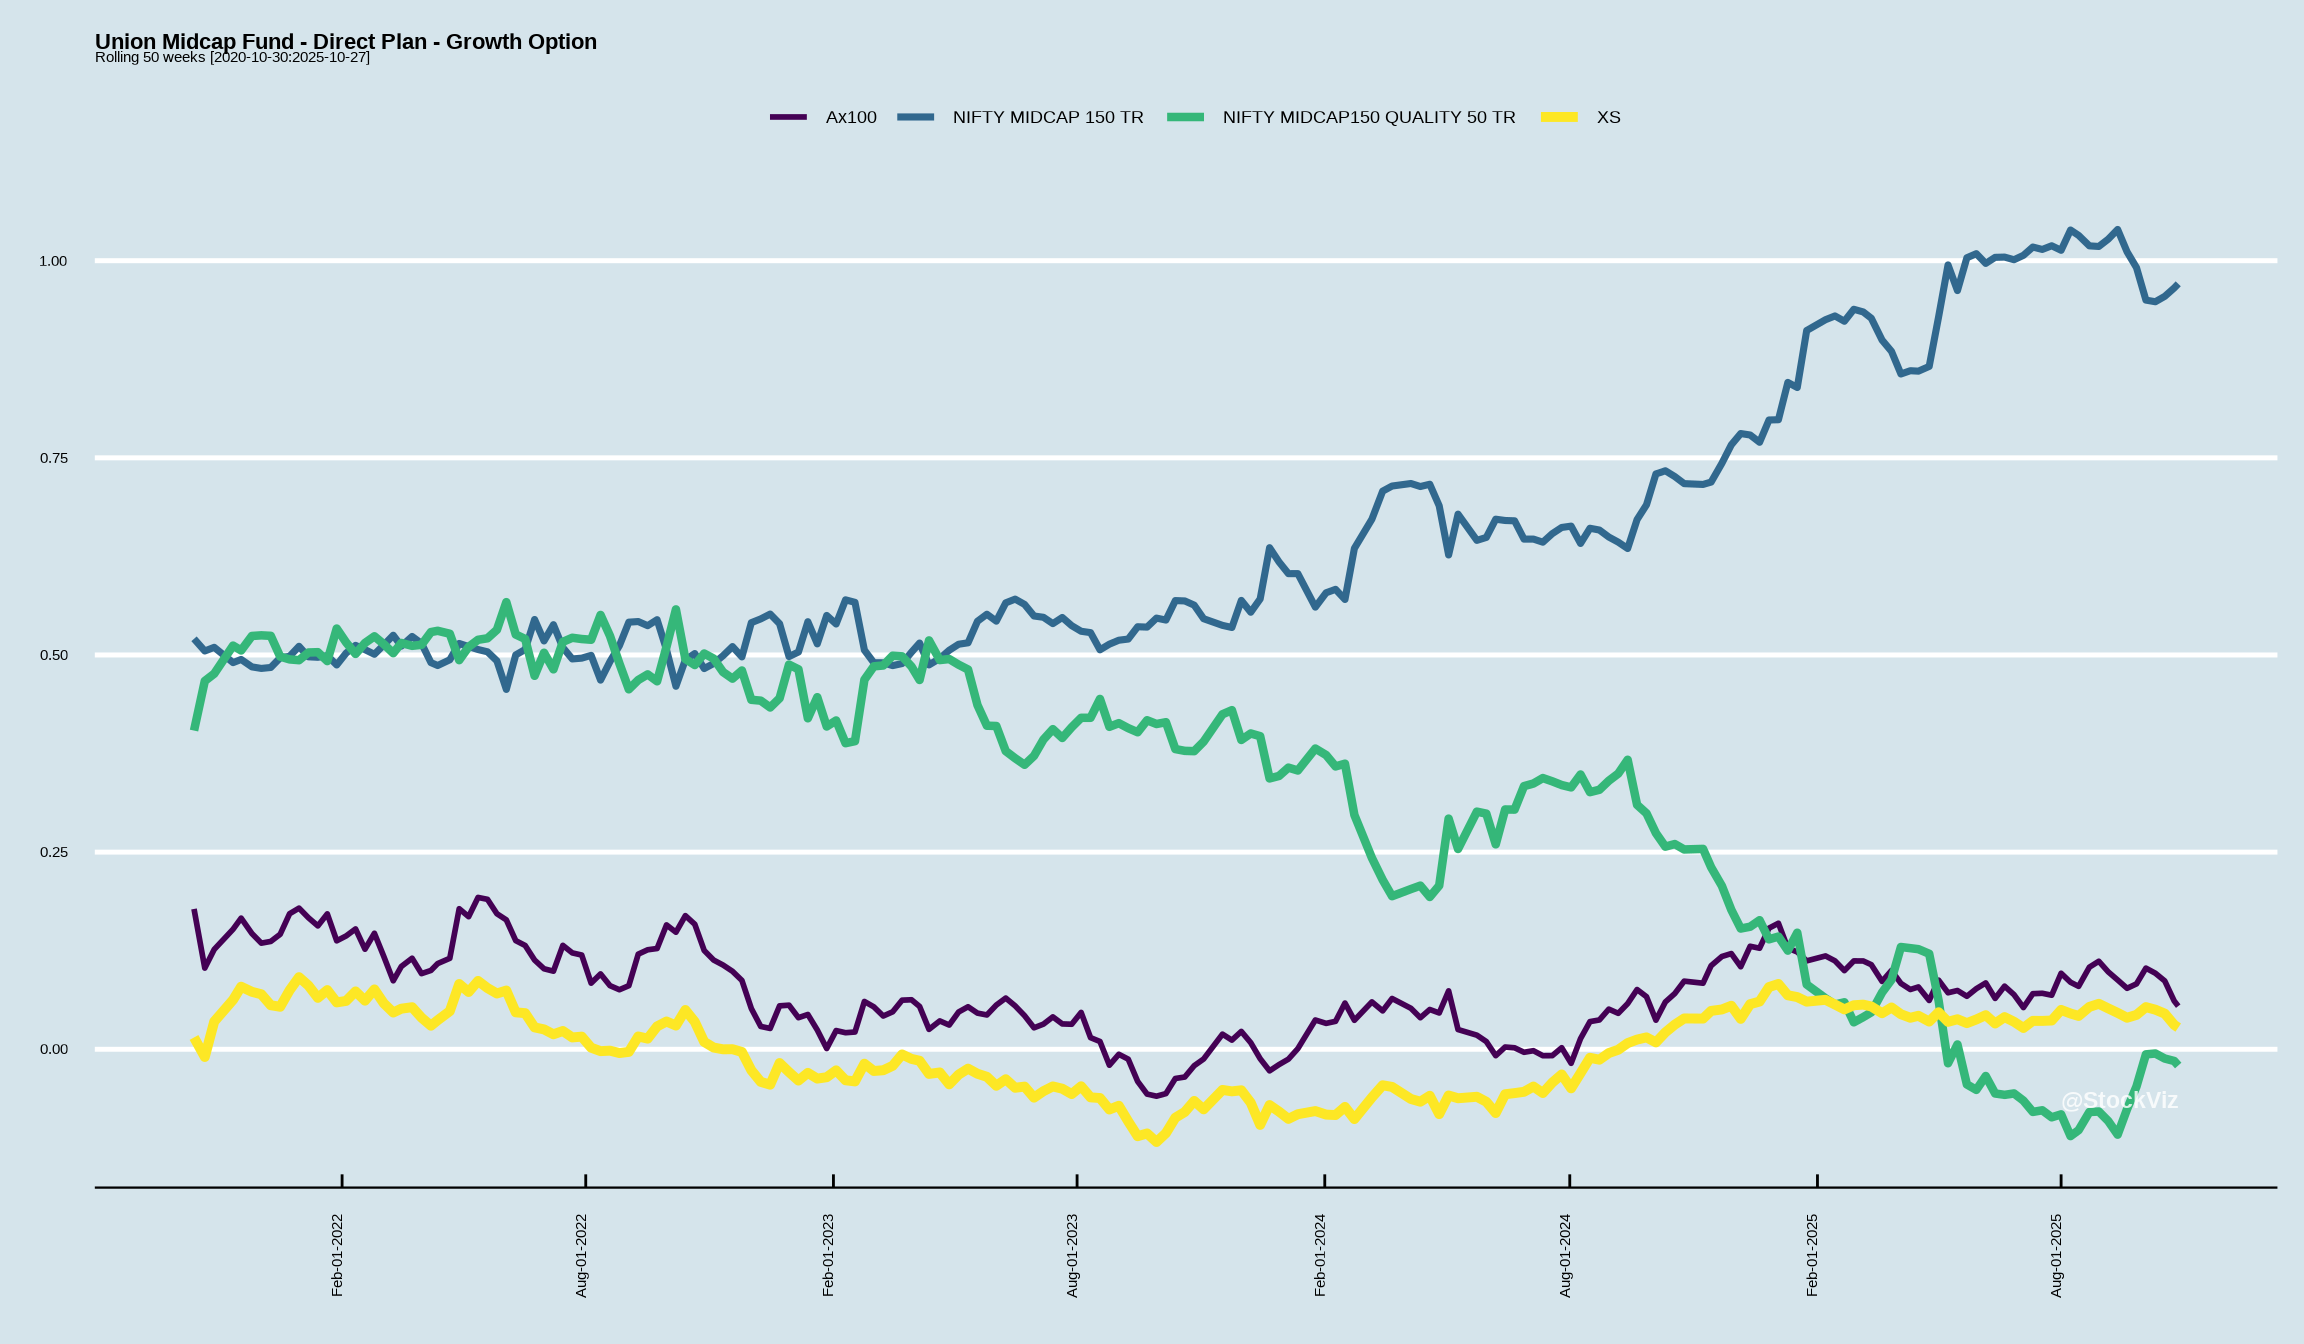 Union Midcap Fund - Direct Plan - Growth Option
Rolling 50 weeks [2020-10-30:2025-10-27]
Ax100 NIFTY MIDCAP 150 TR NIFTY MIDCAP150 QUALITY 50 TR XS
1.00
0.75
0.50
0.25
0.00
@StockViz
Feb-01-2022 Aug-01-2022 Feb-01-2023 Aug-01-2023 Feb-01-2024 Aug-01-2024 Feb-01-2025 Aug-01-2025